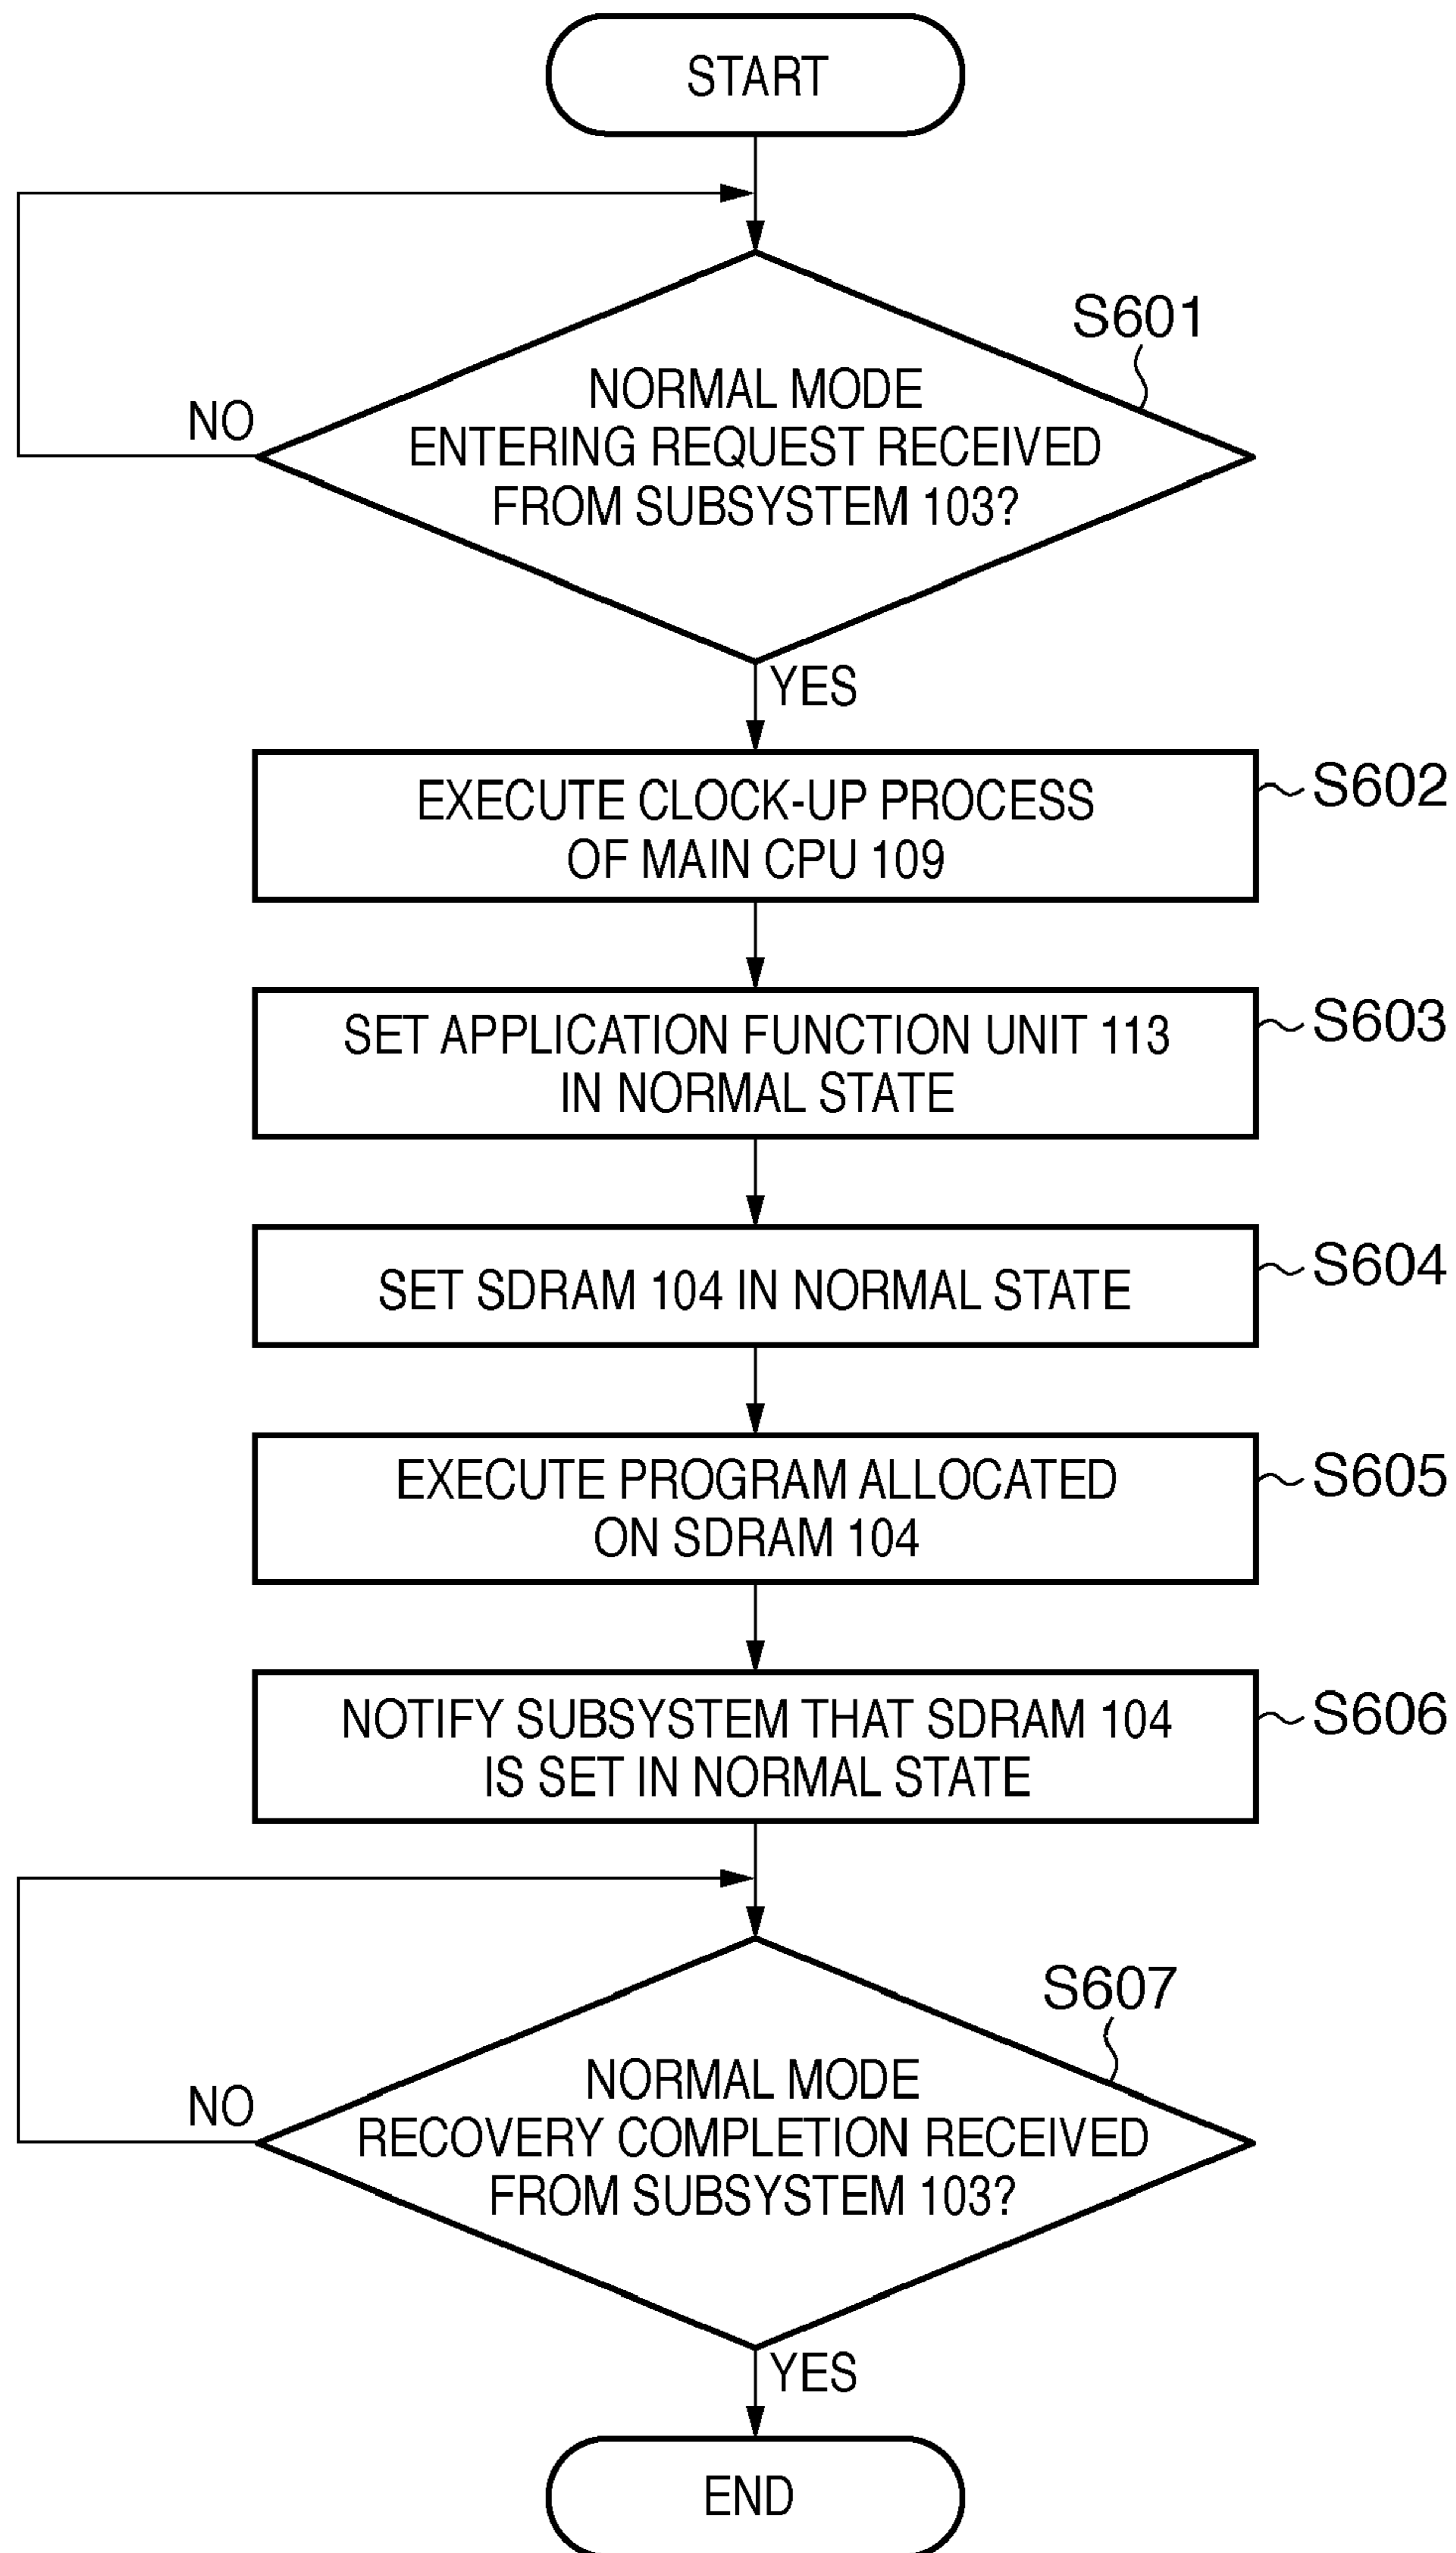 START
S601
NORMAL MODE
ENTERING REQUEST RECEIVED
FROM SUBSYSTEM 103?
NO
YES
EXECUTE CLOCK-UP PROCESS
OF MAIN CPU 109
S602
SET APPLICATION FUNCTION UNIT 113
IN NORMAL STATE
S603
SET SDRAM 104 IN NORMAL STATE
S604
EXECUTE PROGRAM ALLOCATED
ON SDRAM 104
S605
NOTIFY SUBSYSTEM THAT SDRAM 104
IS SET IN NORMAL STATE
S606
S607
NORMAL MODE
RECOVERY COMPLETION RECEIVED
FROM SUBSYSTEM 103?
NO
YES
END